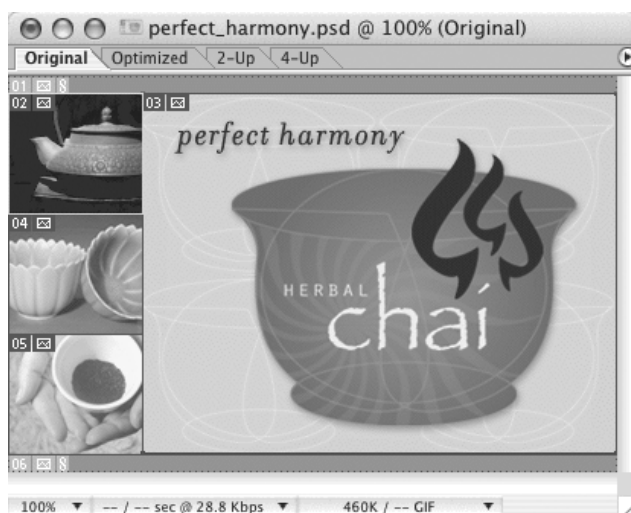 perfect_harmony.psd @ 100% (Original)
Original Optimized 2-Up 4-Up
01
02
03
perfect harmony
04
HERBAL
chai
05
06
100% -- / -- sec @ 28.8 Kbps 460K / -- GIF